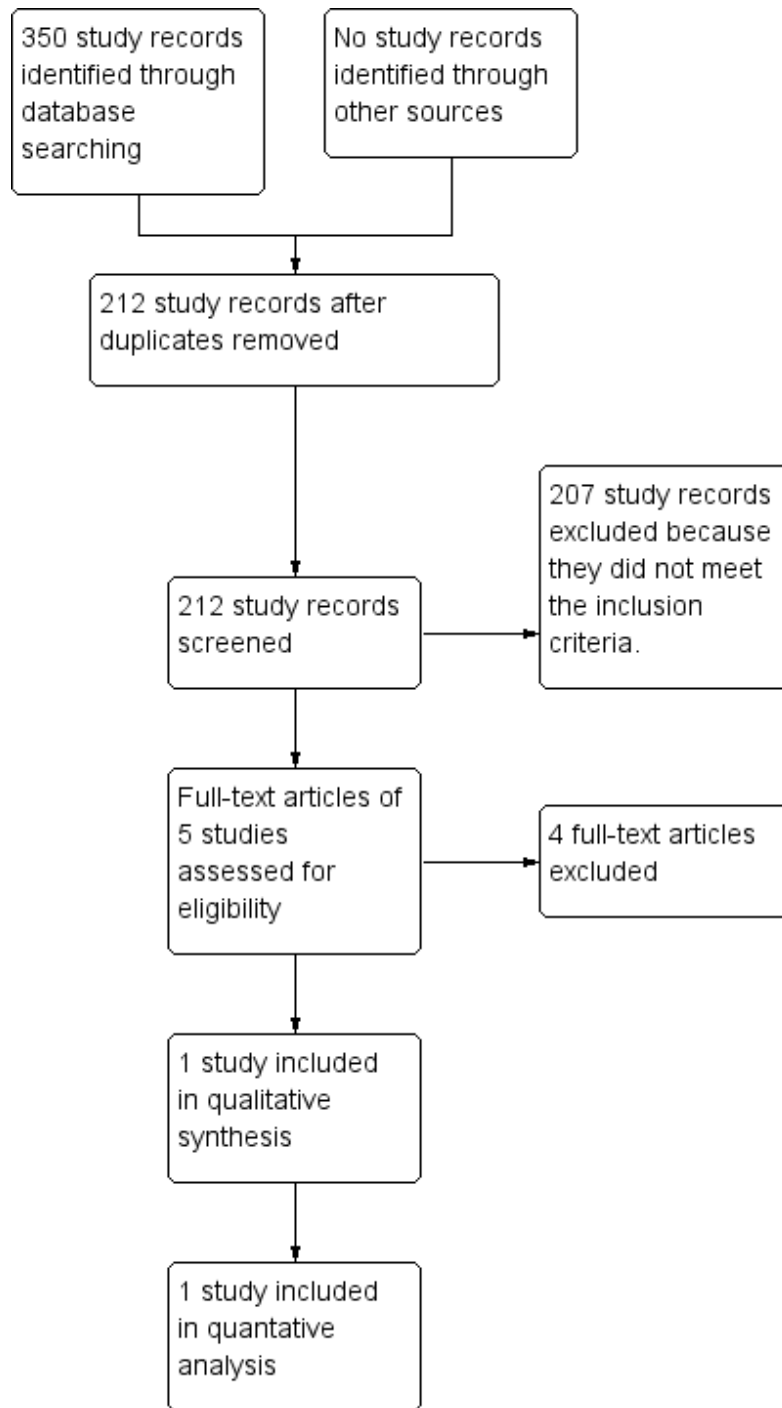 350 study records
identified through
database
searching
No study records
identified through
other sources
212 study records after
duplicates removed
207 study records
excluded because
they did not meet
the inclusion
criteria.
212 study records
screened
Full-text articles of
5 studies
assessed for
eligibility
4 full-text articles
excluded
1 study included
in qualitative
synthesis
1 study included
in quantative
analysis